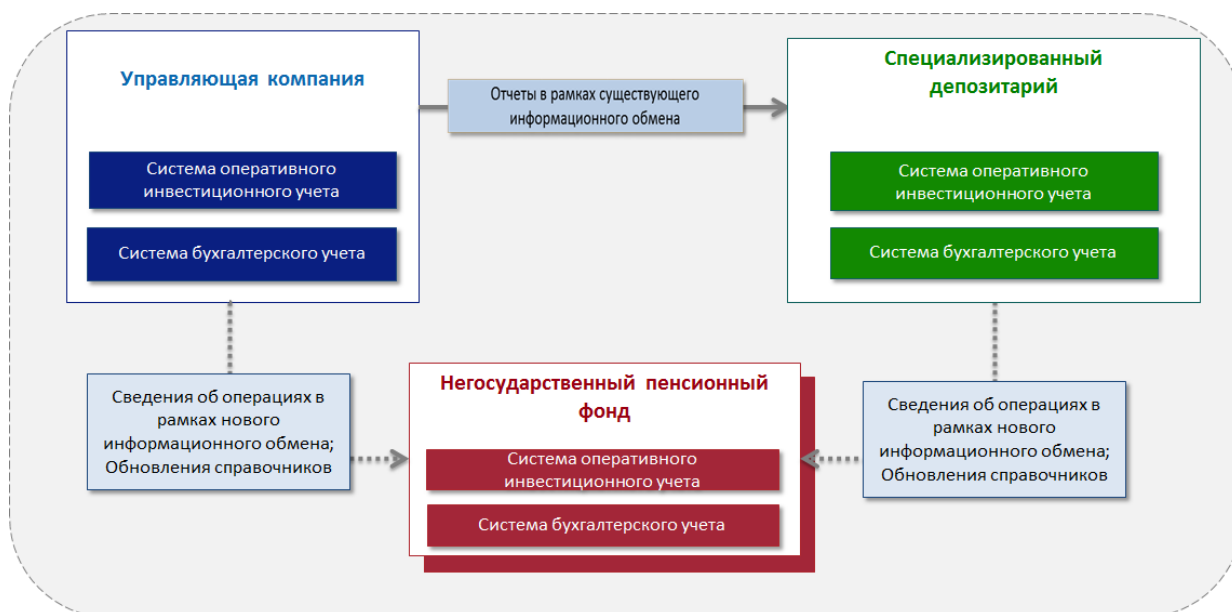 Управляющая компания
Отчеты в рамках существующего
информационного обмена
Специализированный
депозитарий
Система оперативного
инвестиционного учета
Система бухгалтерского учета
Система оперативного
инвестиционного учета
Система бухгалтерского учета
Сведения об операциях в
рамках нового
информационного обмена;
Обновления справочников
Негосударственный пенсионный
фонд
Система оперативного
инвестиционного учета
Система бухгалтерского учета
Сведения об операциях в
рамках нового
информационного обмена;
Обновления справочников